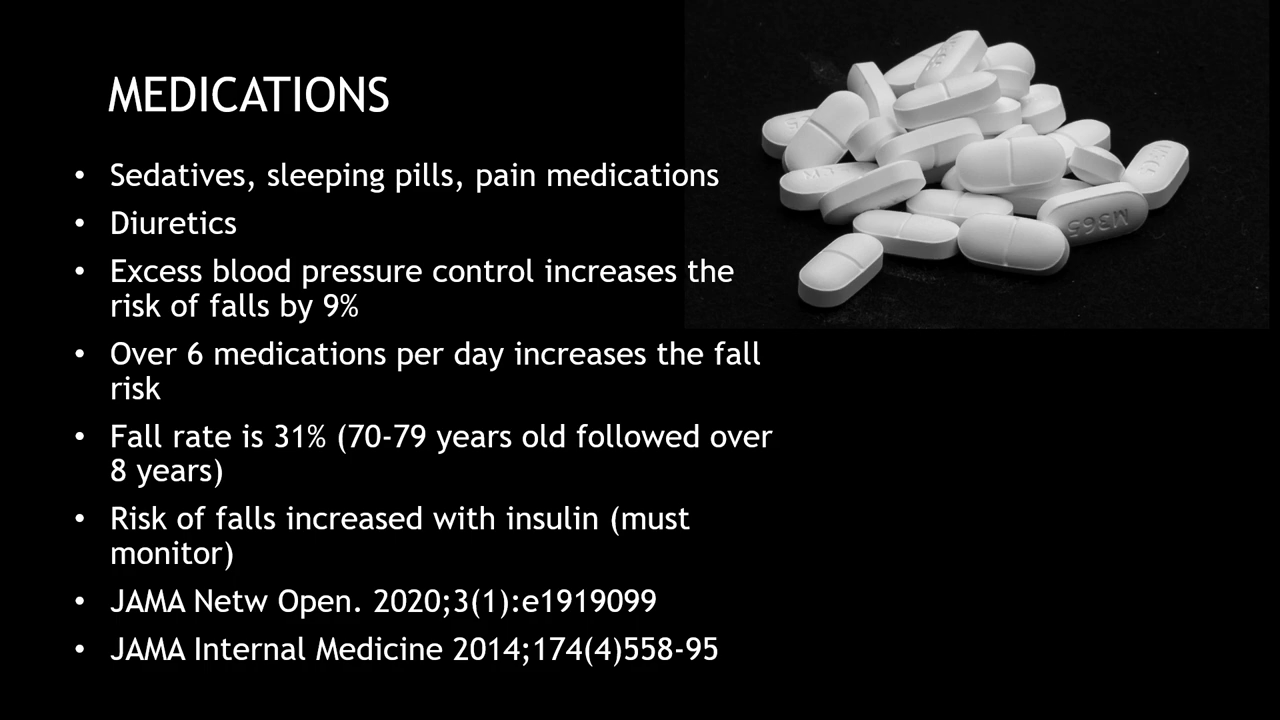 MEDICATIONS
• Sedatives, sleeping pills, pain medications
• Diuretics
• Excess blood pressure control increases the
risk of falls by 9%
• Over 6 medications per day increases the fall
risk
• Fall rate is 31% (70-79 years old followed over
8 years)
• Risk of falls increased with insulin (must
monitor)
• JAMA Netw Open. 2020;3(1):e1919099
• JAMA Internal Medicine 2014;174(4)558-95
M365